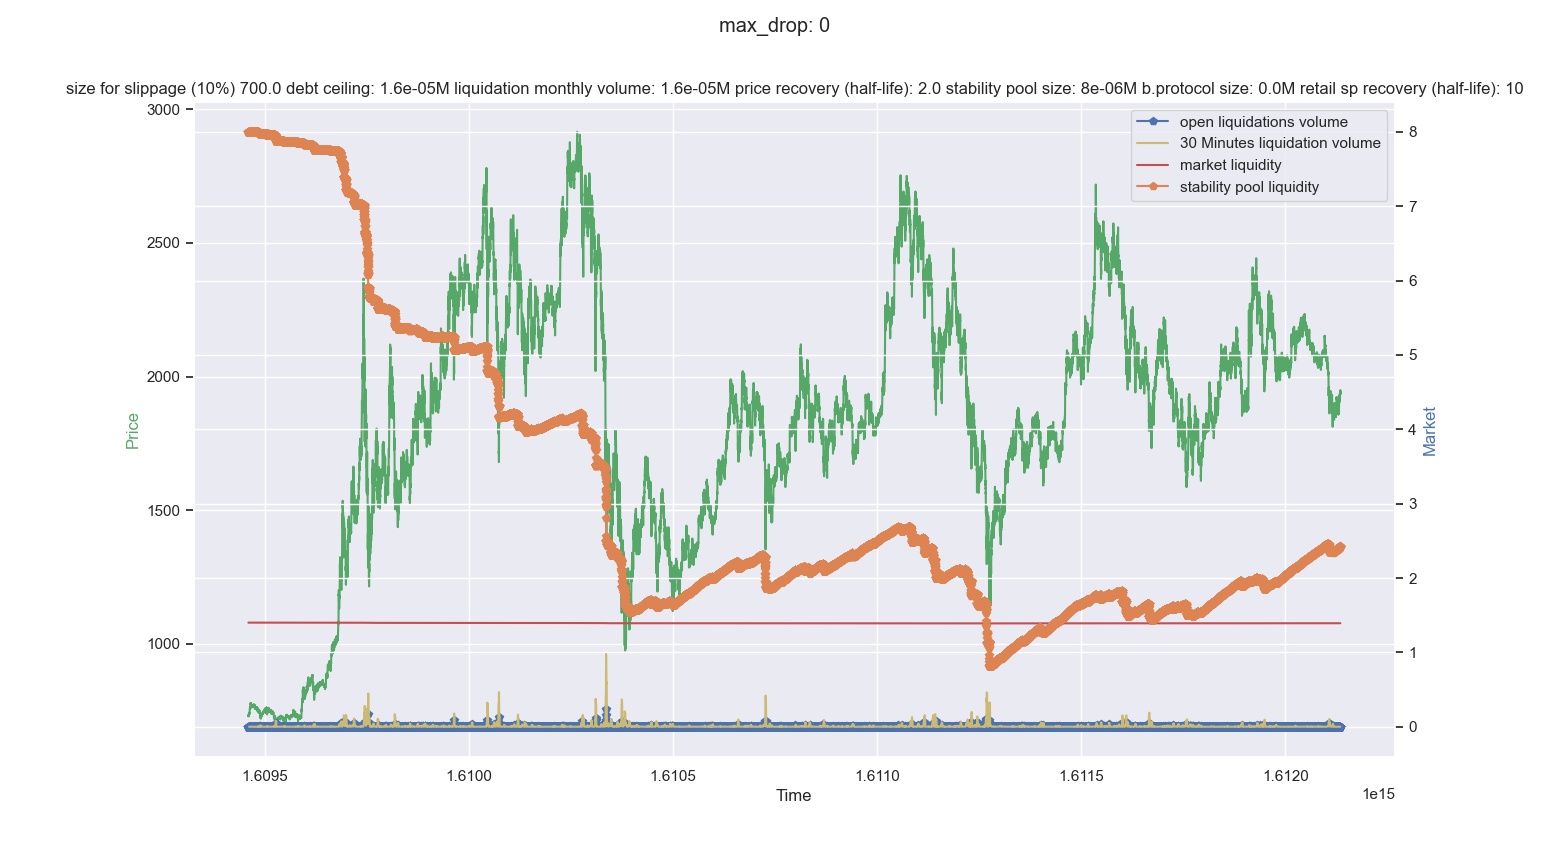 max_drop: 0
size for slippage (10%) 700.0 debt ceiling: 1.6e-05M liquidation monthly volume: 1.6e-05M price recovery (half-life): 2.0 stability pool size: 8e-06M b.protocol size: 0.0M retail sp recovery (half-life): 10
3000
2500
2000
1500
1000
Price
open liquidations volume
30 Minutes liquidation volume
market liquidity
stability pool liquidity
8
7
6
5
4
3
2
1
0
Market
1.6095
1.6100
1.6105
1.6110
1.6115
1.6120
1e15
Time